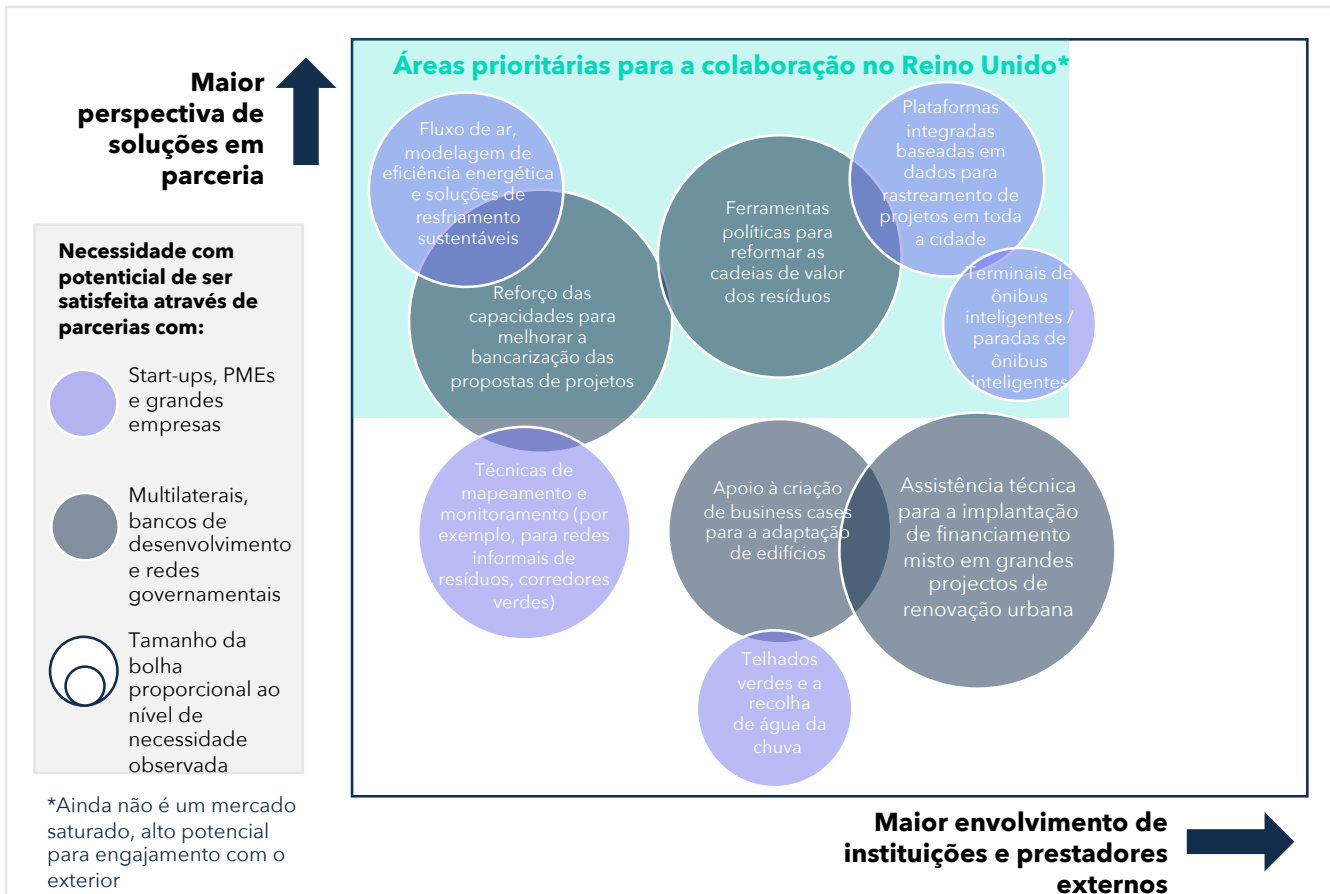 Áreas prioritárias para a colaboração no Reino Unido*
Maior
perspectiva de
soluções em
parceria
Necessidade com
potenticial de ser
satisfeita através de
parcerias com:
Start-ups, PMEs
e grandes
empresas
Multilaterais,
bancos de
desenvolvimento
e redes
governamentais
Tamanho da
bolha
proporcional ao
nível de
necessidade
observada
*Ainda não é um mercado
saturado, alto potencial
para engajamento com o
exterior
Fluxo de ar,
modelagem de
eficiência energética
e soluções de
resfriamento
sustentáveis
Reforço das
capacidades para
melhorar a
bancarização das
propostas de projetos
Ferramentas
políticas para
reformar as
cadeias de valor
dos resíduos
Plataformas
integradas
baseadas em
dados para
rastreamento de
projetos em toda
a cidade
Terminais de
ônibus
inteligentes /
paradas de
ônibus
inteligentes
Técnicas de
mapeamento e
monitoramento (por
exemplo, para redes
informais de
resíduos, corredores
verdes)
Apoio à criação
de business cases
para a adaptação
de edifícios
Assistência técnica
para a implantação
de financiamento
misto em grandes
projectos de
renovação urbana
Telhados
verdes e a
recolha
de água da
chuva
Maior envolvimento de
instituições e prestadores
externos